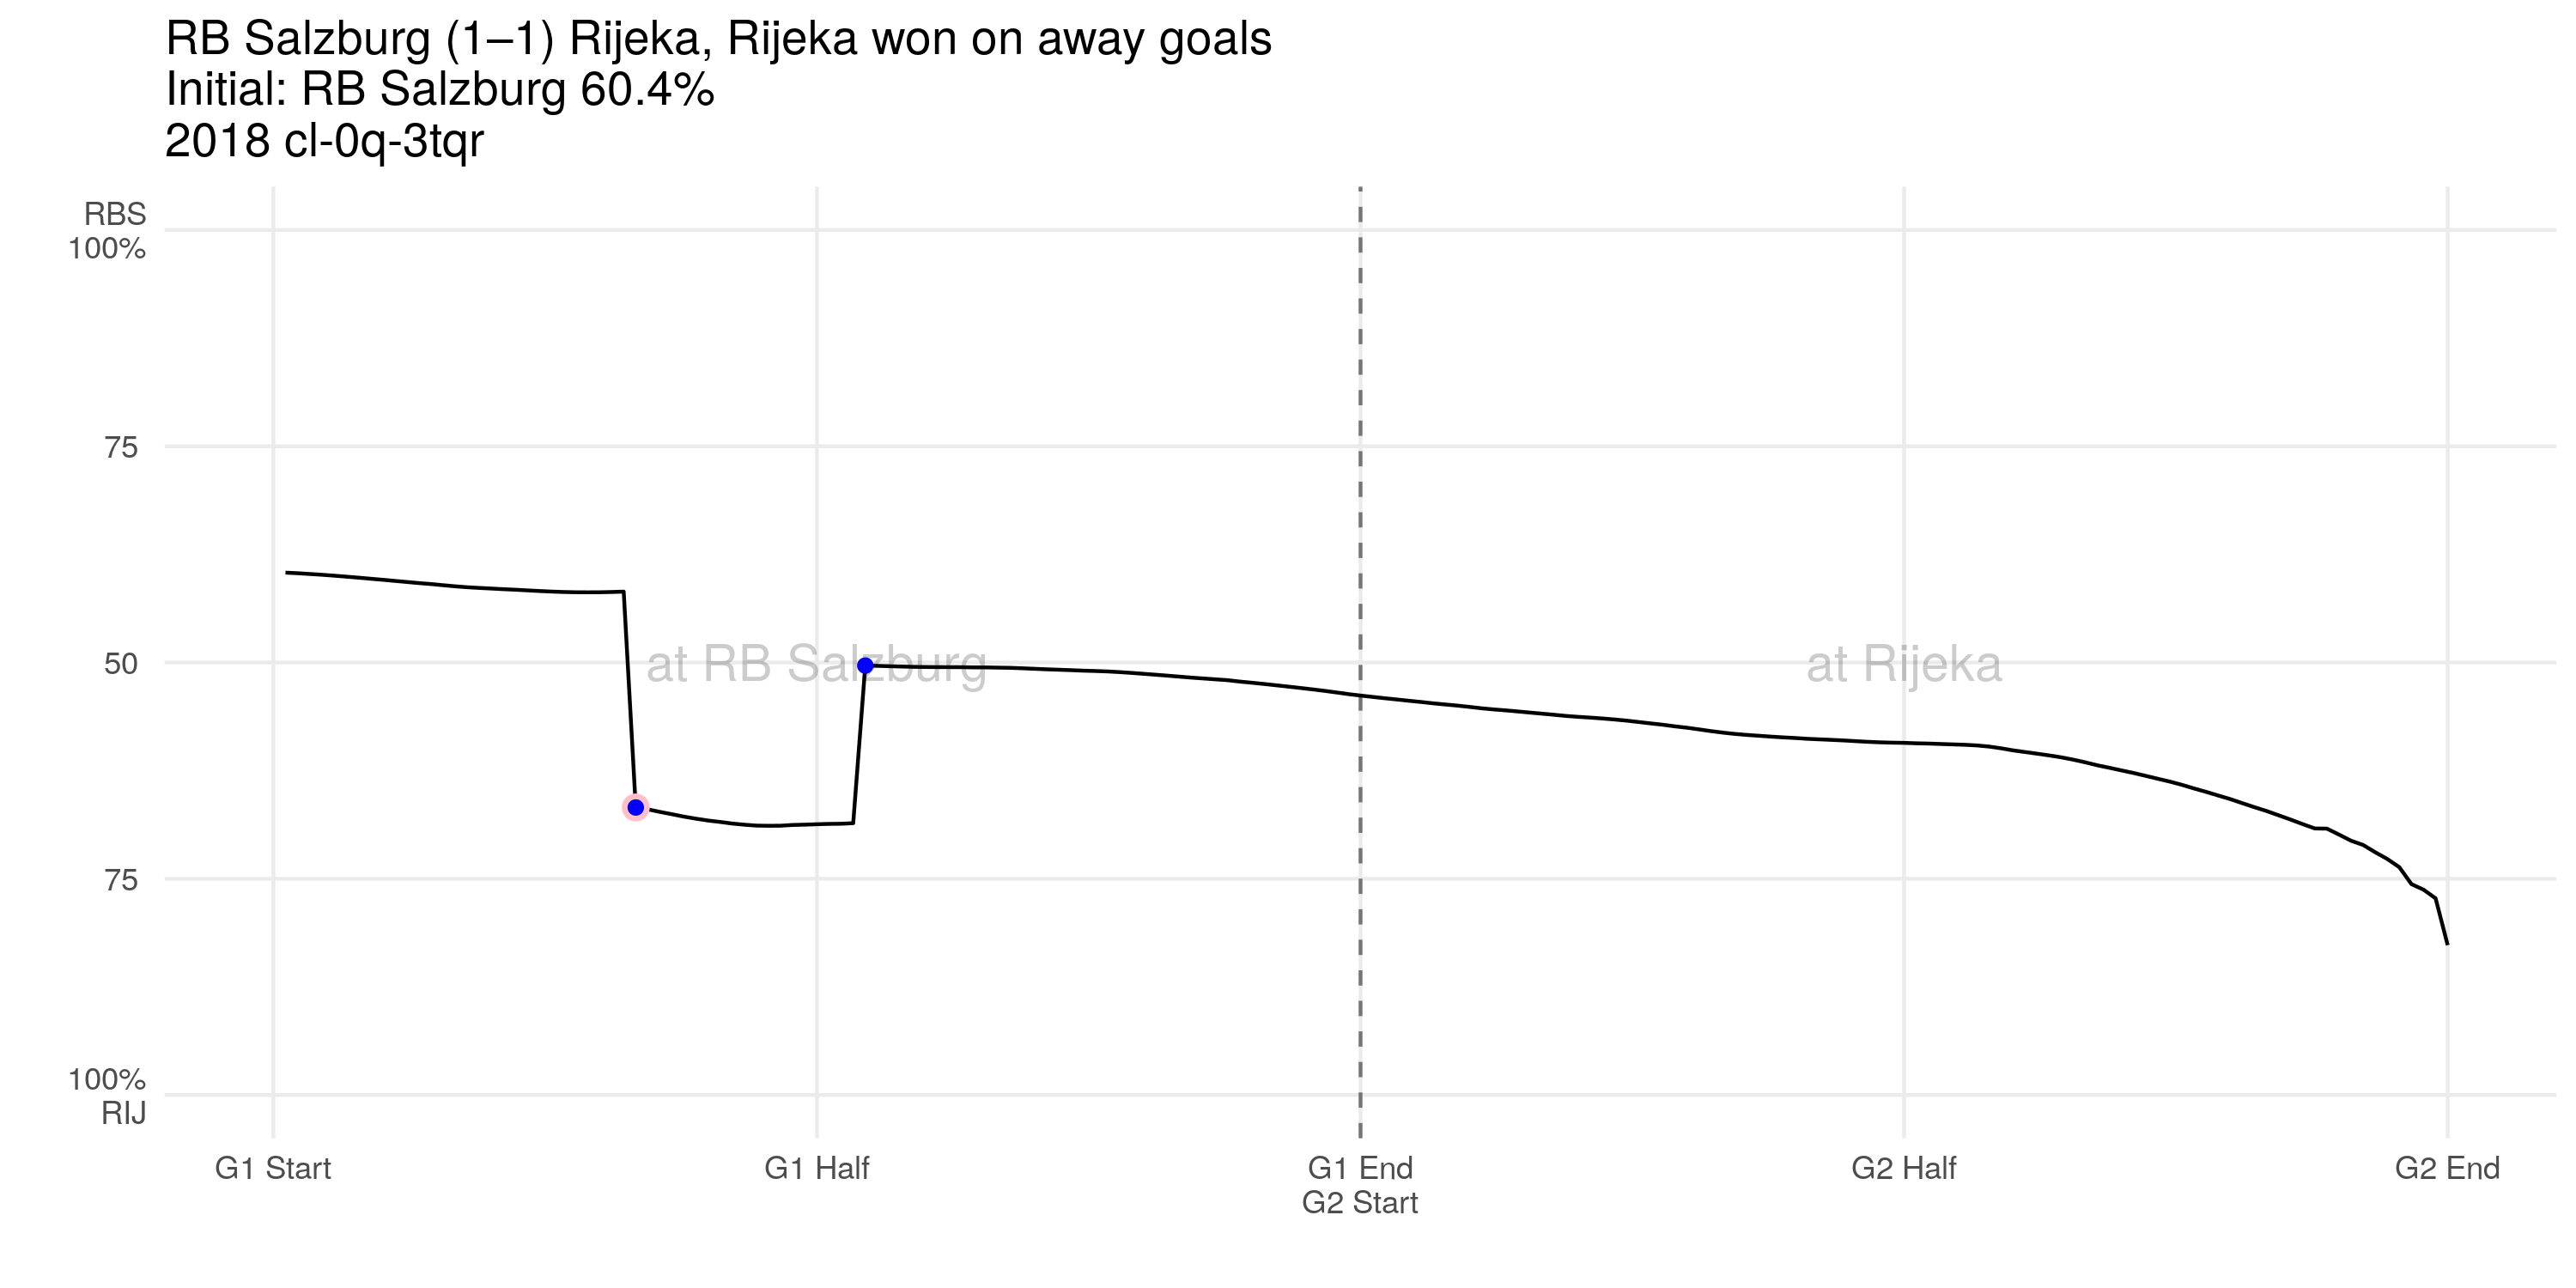 RB Salzburg (1–1) Rijeka, Rijeka won on away goals
Initial: RB Salzburg 60.4%
2018 cl-0q-3tqr
RBS
100%
75
50
75
100%
RIJ
at RB Salzburg
at Rijeka
G1 Start
G1 Half
G1 End
G2 Start
G2 Half
G2 End